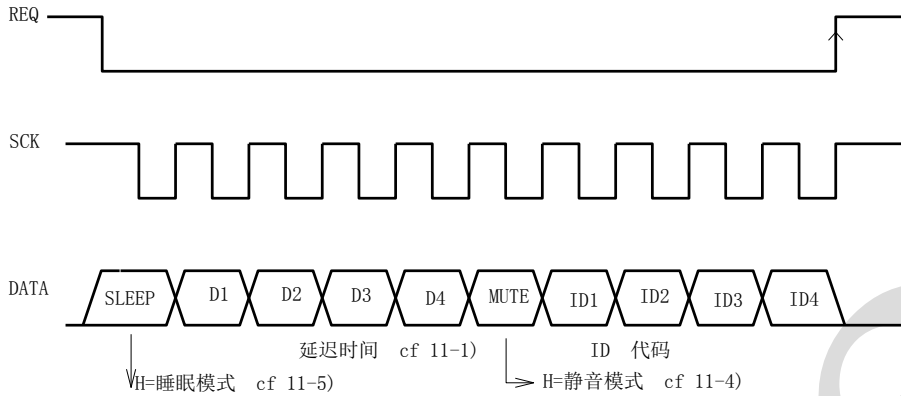 REQ
SCK
DATA
SLEEP D1 D2 D3 D4 MUTE ID1 ID2 ID3 ID4
延迟时间 cf 11-1) ID 代码
H=睡眠模式 cf 11-5) H=静音模式 cf 11-4)